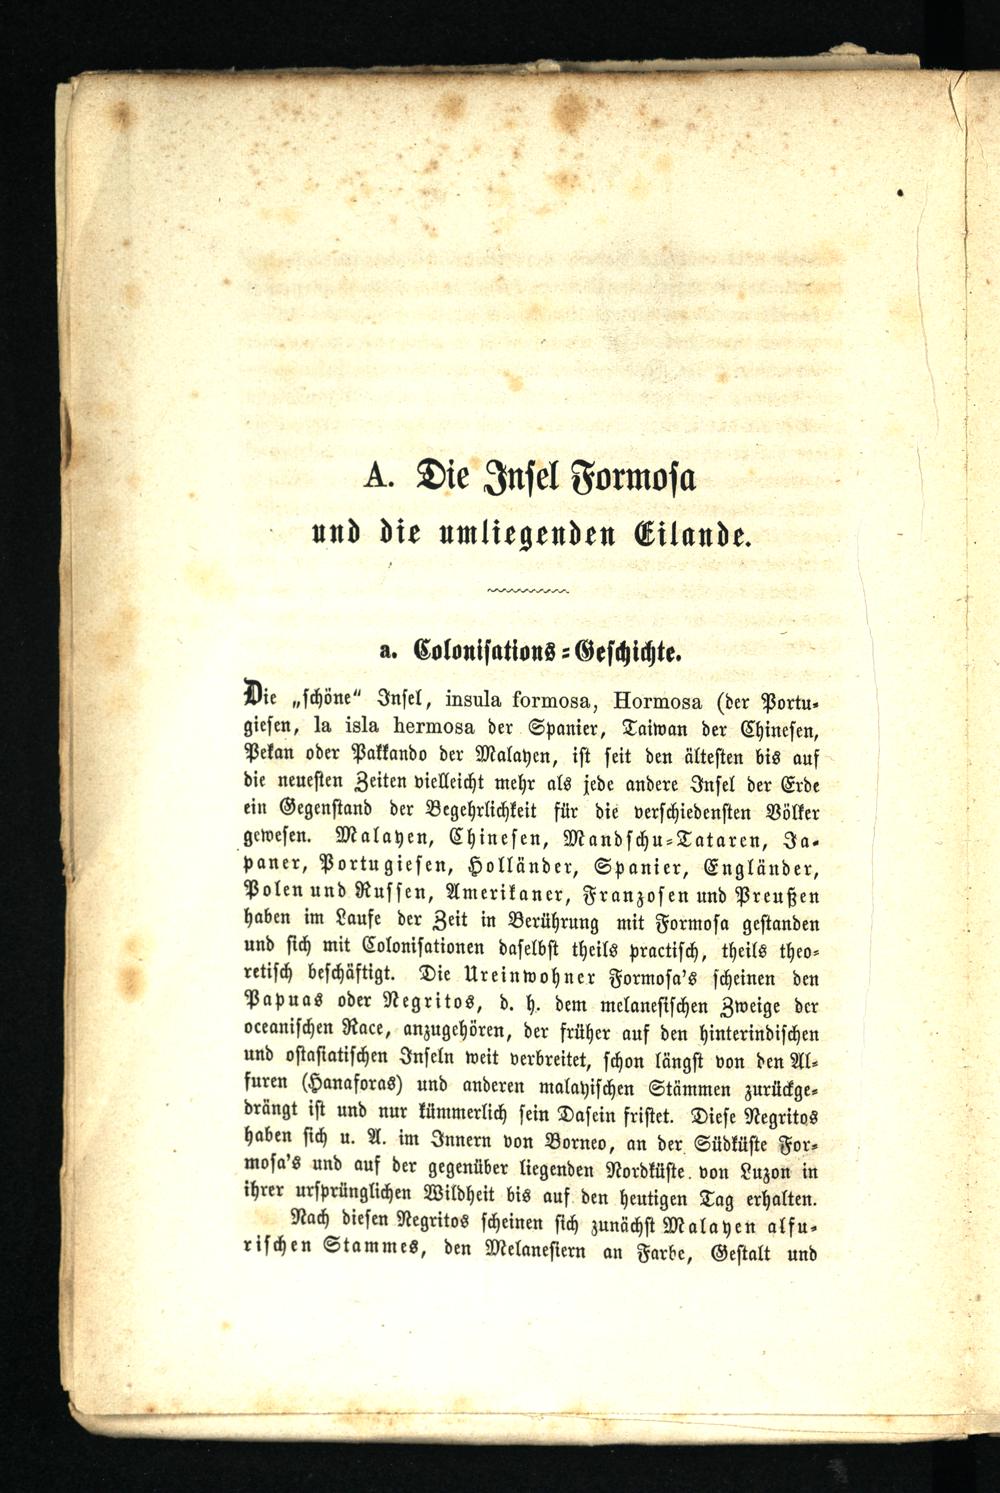 A. Die Insel Formosa
und die umliegenden Eilande.
a. Colonisations-Geschichte.
Die „schöne“ Insel, insula formosa, Hormosa (der Portu-
giesen, la isla hermosa der Spanier, Taiwan der Chinesen,
Pekan oder Pakkando der Malayen, ist seit den ältesten bis auf
die neuesten Zeiten vielleicht mehr als jede andere Insel der Erde
ein Gegenstand der Begehrlichkeit für die verschiedensten Völker
gewesen. Malayen, Chinesen, Mandschu-Tataren, Ja-
paner, Portugiesen, Holländer, Spanier, Engländer,
Polen und Russen, Amerikaner, Franzosen und Preußen
haben im Laufe der Zeit in Berührung mit Formosa gestanden
und sich mit Colonisationen daselbst theils practisch, theils theo-
retisch beschäftigt. Die Ureinwohner Formosa's scheinen den
Papuas oder Negritos, d. h. dem melanesischen Zweige der
oceanischen Race, anzugehören, der früher auf den hinterindischen
und ostasiatischen Inseln weit verbreitet, schon längst von den Al-
furen (Hanaforas) und anderen malayischen Stämmen zurückge-
drängt ist und nur kümmerlich sein Dasein fristet. Diese Negritos
haben sich u. A. im Innern von Borneo, an der Südküste For-
mosa's und auf der gegenüber liegenden Nordküste von Luzon in
ihrer ursprünglichen Wildheit bis auf den heutigen Tag erhalten.
Nach diesen Negritos scheinen sich zunächst Malayen alfu-
rischen Stammes, den Melanesiern an Farbe, Gestalt und